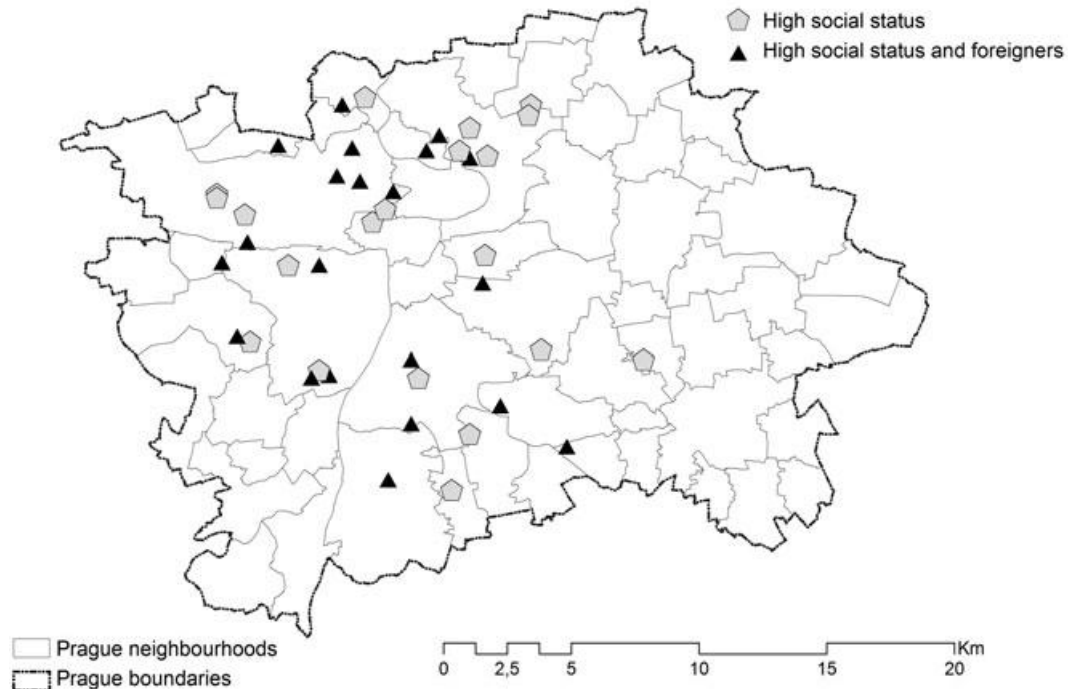 High social status
High social status and foreigners
Prague neighbourhoods
Prague boundaries
Km
0 2,5 5 10 15 20